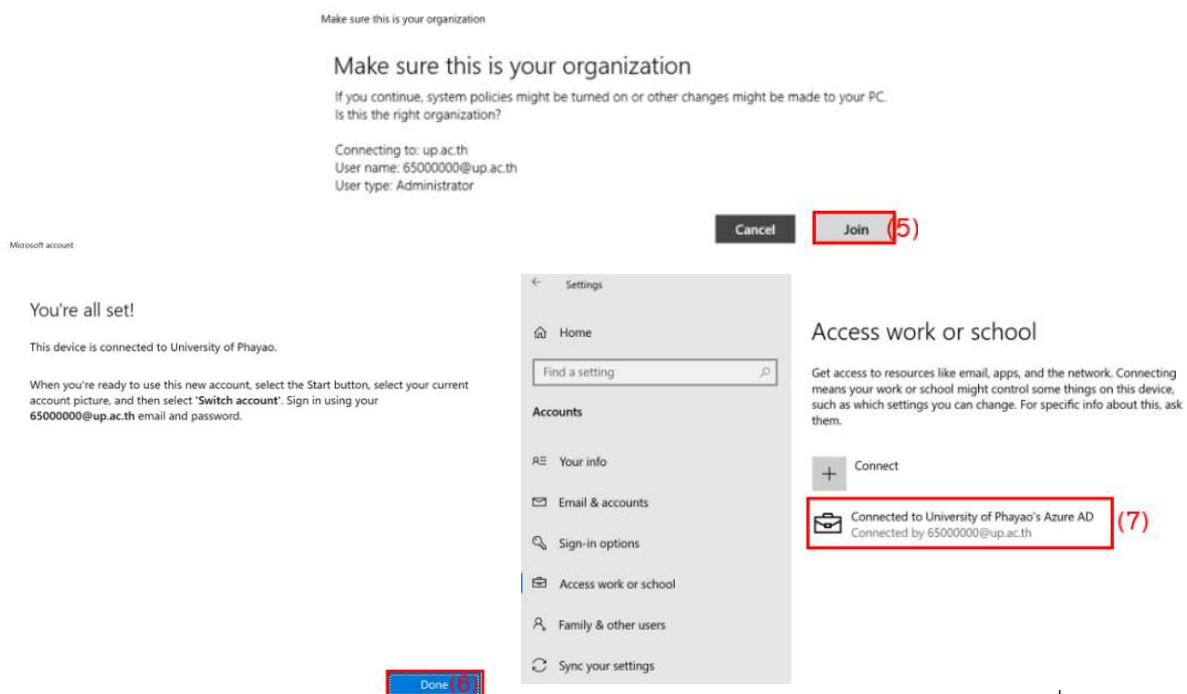 Make sure this is your organization
Make sure this is your organization
If you continue, system policies might be turned on or other changes might be made to your PC.
Is this the right organization?
Connecting to: up.ac.th
User name: 65000000@up.ac.th
User type: Administrator
Cancel
Join
(5)
Microsoft account
You're all set!
This device is connected to University of Phayao.
When you're ready to use this new account, select the Start button, select your current
account picture, and then select 'Switch account'. Sign in using your
65000000@up.ac.th email and password.
Done
(6)
Settings
Home
Find a setting
Accounts
Your info
Email & accounts
Sign-in options
Access work or school
Family & other users
Sync your settings
Access work or school
Get access to resources like email, apps, and the network. Connecting
means your work or school might control some things on this device,
such as which settings you can change. For specific info about this, ask
them.
Connect
Connected to University of Phayao's Azure AD
Connected by 65000000@up.ac.th
(7)